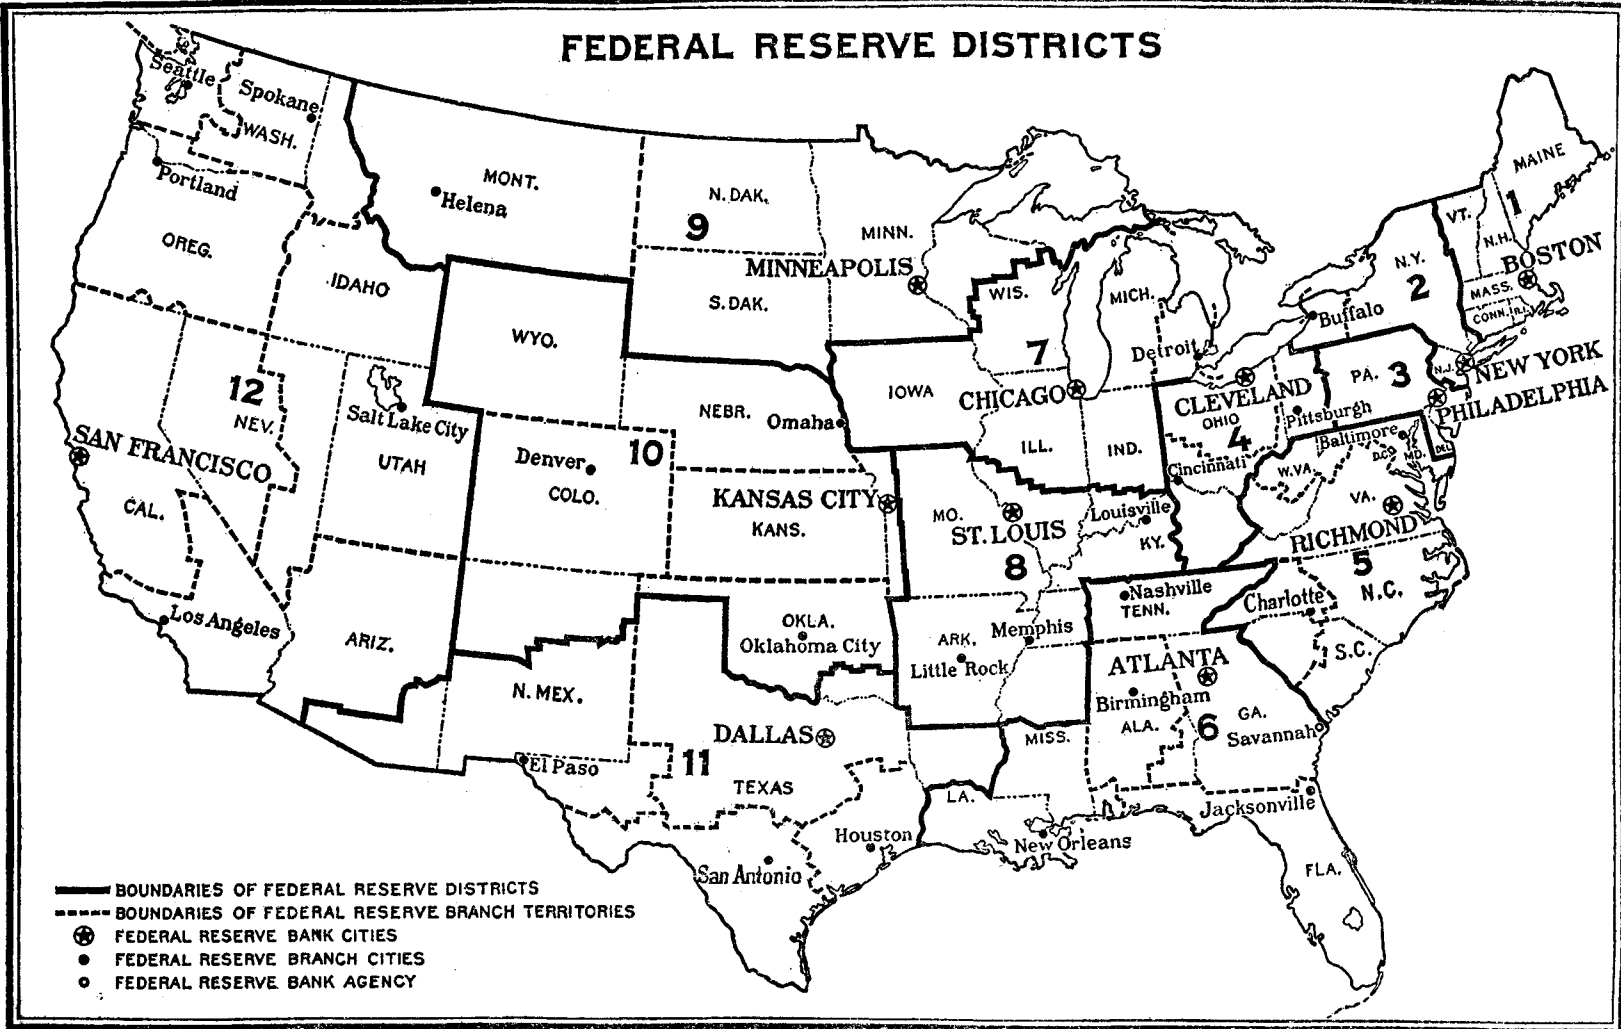 FEDERAL RESERVE DISTRICTS
Seattle
Spokane
WASH.
Portland
OREG.
IDAHO
MONT.
Helena
N. DAK.
9
MINN.
MINNEAPOLIS
S. DAK.
WYO.
WIS.
MICH.
7
Detroit
IOWA
CHICAGO
ILL.
IND.
MAINE
1
VT.
N.H.
BOSTON
MASS.
CONN.
R.I.
N.Y.
2
Buffalo
NEW YORK
N.J.
PA.
3
PHILADELPHIA
CLEVELAND
OHIO
4
Pittsburgh
Cincinnati
Baltimore
D.C.
MD.
DEL.
W.VA.
VA.
RICHMOND
5
N.C.
Charlotte
S.C.
12
NEV.
SAN FRANCISCO
CAL.
Los Angeles
Salt Lake City
UTAH
ARIZ.
NEBR.
Omaha
10
Denver
COLO.
KANSAS CITY
KANS.
MO.
ST. LOUIS
8
Louisville
KY.
OKLA.
Oklahoma City
ARK.
Little Rock
Memphis
Nashville
TENN.
ATLANTA
Birmingham
ALA.
6
GA.
Savannah
MISS.
Jacksonville
FLA.
N. MEX.
El Paso
DALLAS
11
TEXAS
Houston
San Antonio
LA.
New Orleans
BOUNDARIES OF FEDERAL RESERVE DISTRICTS
BOUNDARIES OF FEDERAL RESERVE BRANCH TERRITORIES
FEDERAL RESERVE BANK CITIES
FEDERAL RESERVE BRANCH CITIES
FEDERAL RESERVE BANK AGENCY